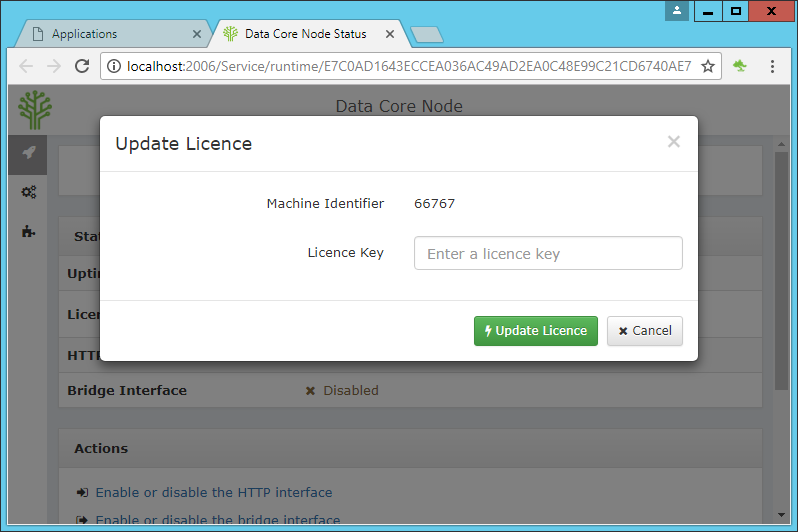 Applications
Data Core Node Status
localhost:2006/Service/runtime/E7C0AD1643ECCEA036AC49AD2EA0C48E99C21CD6740AE7
Data Core Node
Update Licence
Machine Identifier 66767
Licence Key Enter a licence key
Update Licence Cancel
Stat
Uptim
Licen
HTTP
Bridge Interface Disabled
Actions
Enable or disable the HTTP interface
Enable or disable the bridge interface